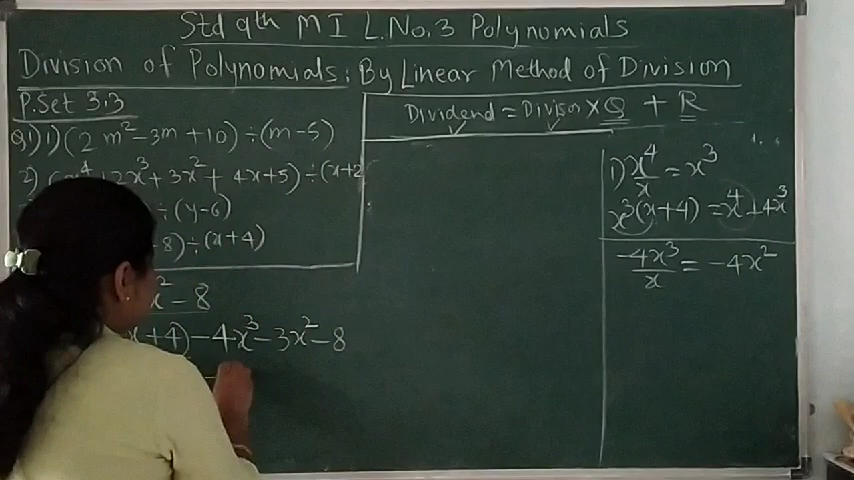 Std 9th M I L.No.3 Polynomials
Division of Polynomials: By Linear Method of Division
P.Set 3.3
Dividend = Divisor × Q + R
Q1) 1) (2m² - 3m + 10) ÷ (m-5)
2) + 2x³ + 3x² + 4x + 5) ÷ (x+2
÷ (y-6)
8) ÷ (x+4)
x² - 8
x+4) - 4x³ - 3x² - 8
1) x⁴/x = x³
x³(x+4) = x⁴ + 4x³
-4x³/x = -4x²